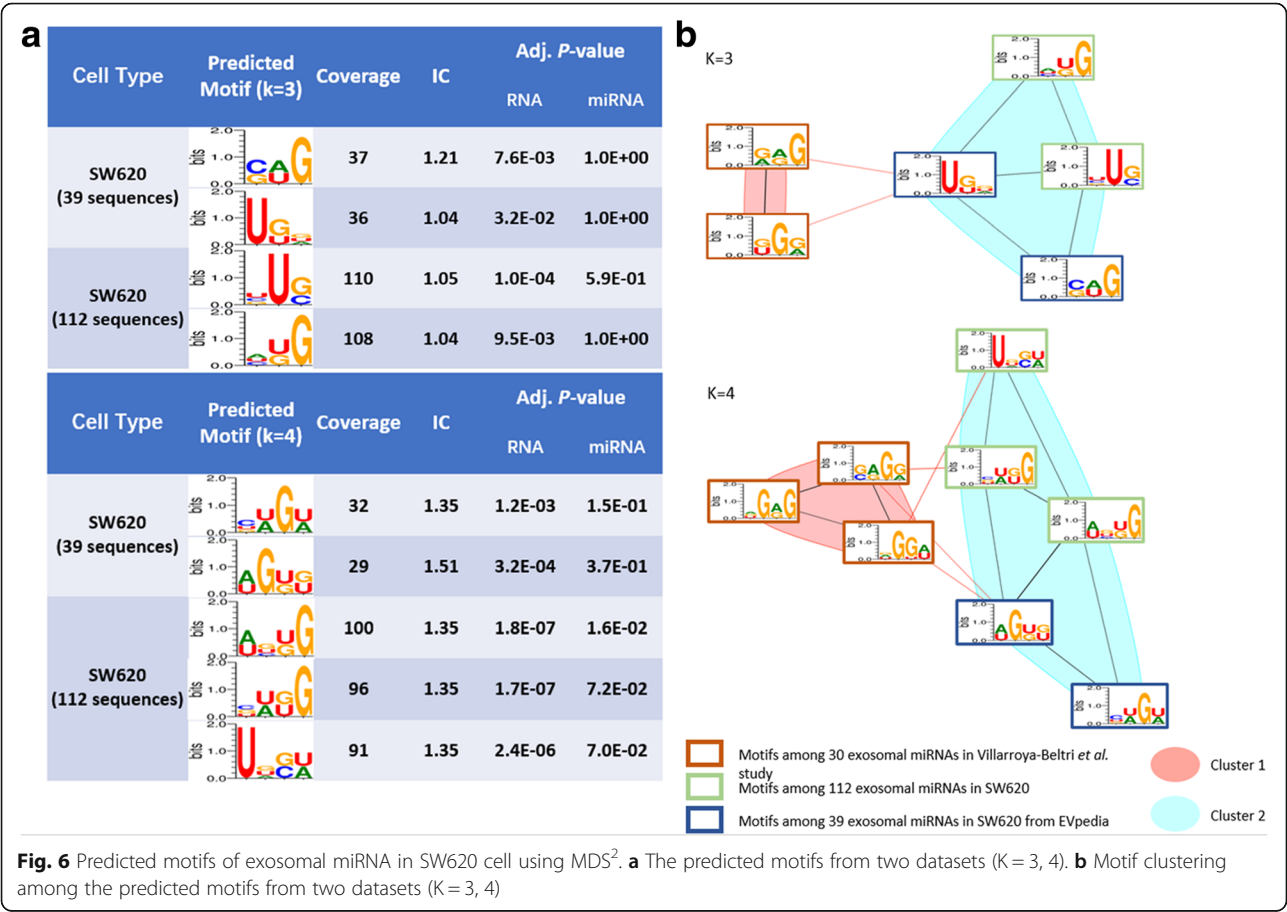 a
Cell Type
Predicted Motif (k=3)
Coverage
IC
Adj. P-value
RNA
miRNA
SW620
(39 sequences)
37 1.21 7.6E-03 1.0E+00
36 1.04 3.2E-02 1.0E+00
SW620
(112 sequences)
110 1.05 1.0E-04 5.9E-01
108 1.04 9.5E-03 1.0E+00
Cell Type
Predicted Motif (k=4)
Coverage
IC
Adj. P-value
RNA
miRNA
SW620
(39 sequences)
32 1.35 1.2E-03 1.5E-01
29 1.51 3.2E-04 3.7E-01
SW620
(112 sequences)
100 1.35 1.8E-07 1.6E-02
96 1.35 1.7E-07 7.2E-02
91 1.35 2.4E-06 7.0E-02
b
K=3
K=4
Motifs among 30 exosomal miRNAs in Villarroya-Beltri et al.
study
Motifs among 112 exosomal miRNAs in SW620
Motifs among 39 exosomal miRNAs in SW620 from EVpedia
Cluster 1
Cluster 2
Fig. 6 Predicted motifs of exosomal miRNA in SW620 cell using MDS². a The predicted motifs from two datasets (K = 3, 4). b Motif clustering
among the predicted motifs from two datasets (K = 3, 4)